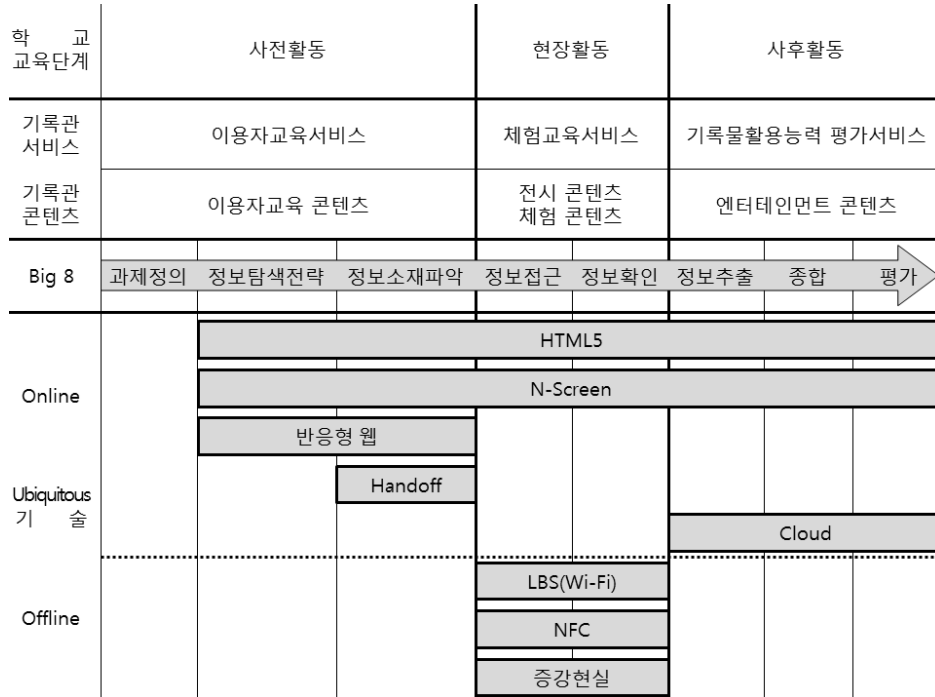 학 교
교육단계
사전활동
현장활동
사후활동
기록관
서비스
이용자교육서비스
체험교육서비스
기록물활용능력 평가서비스
기록관
콘텐츠
이용자교육 콘텐츠
전시 콘텐츠
체험 콘텐츠
엔터테인먼트 콘텐츠
Big 8
과제정의
정보탐색전략
정보소재파악
정보접근
정보확인
정보추출
종합
평가
HTML5
Online
N-Screen
반응형 웹
Handoff
Ubiquitous
기 술
Cloud
LBS(Wi-Fi)
Offline
NFC
증강현실